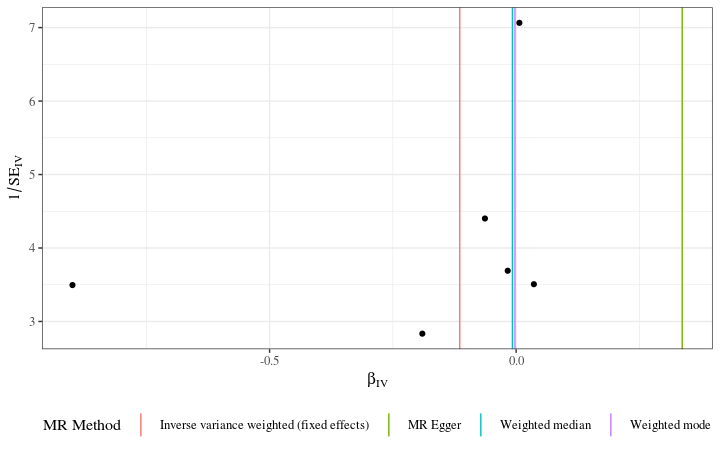 7
6
5
4
3
1/SE_IV
-0.5 0.0
β_IV
MR Method Inverse variance weighted (fixed effects) MR Egger Weighted median Weighted mode